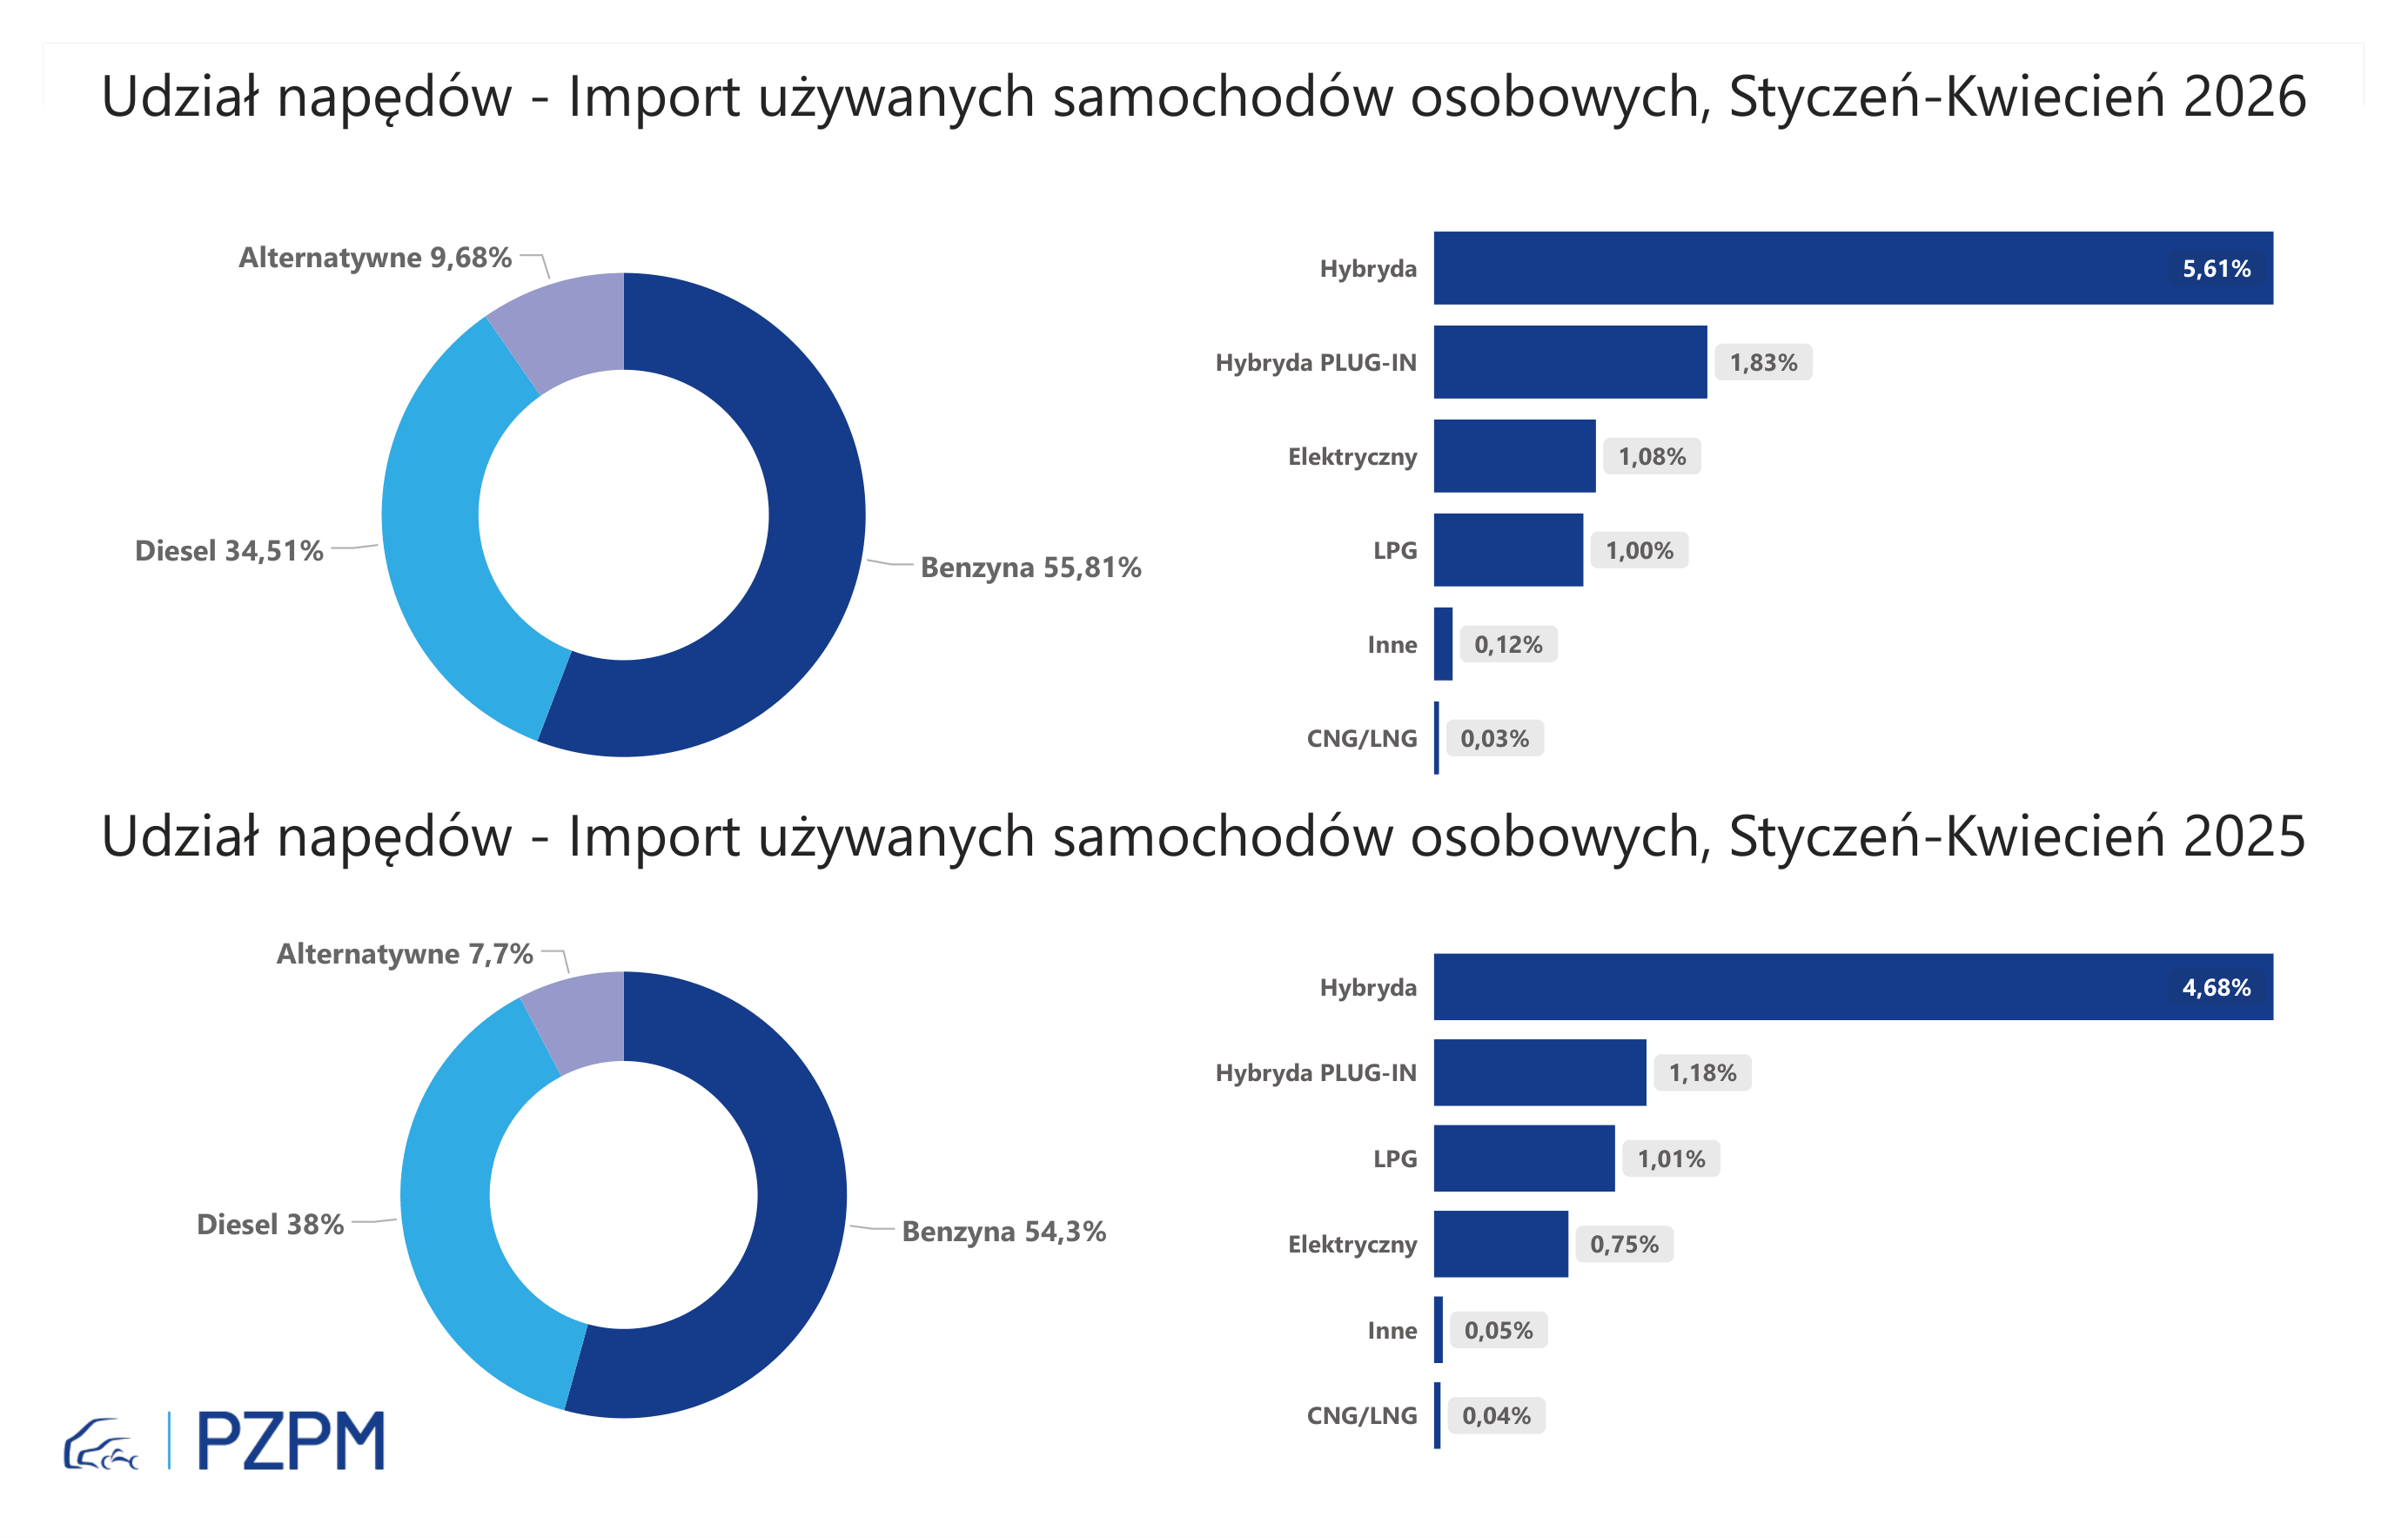 Udział napędów - Import używanych samochodów osobowych, Styczeń-Kwiecień 2026
Alternatywne 9,68%
Diesel 34,51%
Benzyna 55,81%
Hybryda 5,61%
Hybryda PLUG-IN 1,83%
Elektryczny 1,08%
LPG 1,00%
Inne 0,12%
CNG/LNG 0,03%
Udział napędów - Import używanych samochodów osobowych, Styczeń-Kwiecień 2025
Alternatywne 7,7%
Diesel 38%
Benzyna 54,3%
Hybryda 4,68%
Hybryda PLUG-IN 1,18%
LPG 1,01%
Elektryczny 0,75%
Inne 0,05%
CNG/LNG 0,04%
PZPM